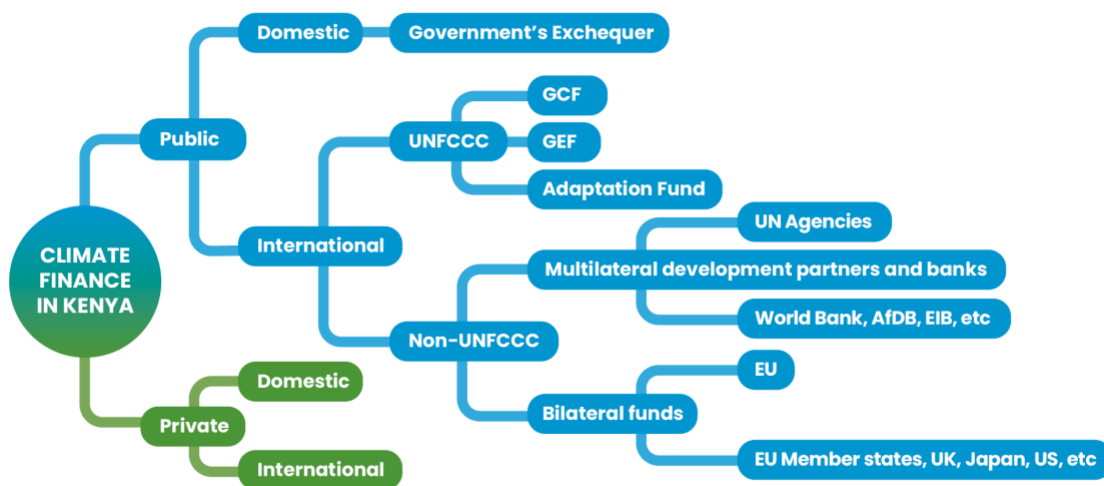 Domestic
Government's Exchequer
GCF
Public
UNFCCC
GEF
Adaptation Fund
UN Agencies
International
CLIMATE
FINANCE
IN KENYA
Multilateral development partners and banks
World Bank, AfDB, EIB, etc
Non-UNFCCC
EU
Domestic
Bilateral funds
Private
EU Member states, UK, Japan, US, etc
International